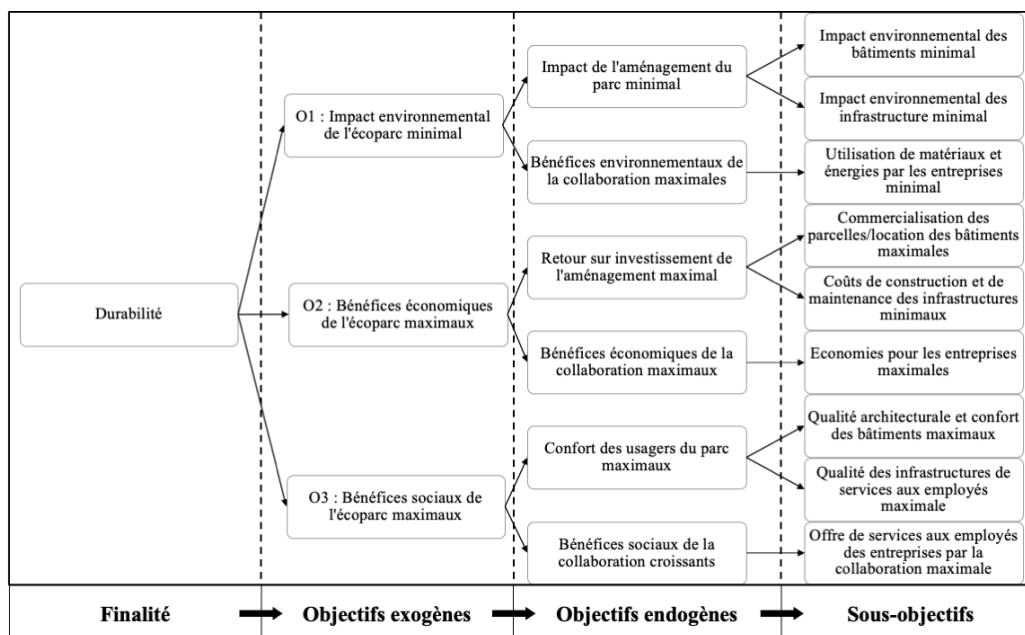 Durabilité
O1 : Impact environnemental
de l'écoparc minimal
O2 : Bénéfices économiques
de l'écoparc maximaux
O3 : Bénéfices sociaux de
l'écoparc maximaux
Impact de l'aménagement du
parc minimal
Bénéfices environnementaux de
la collaboration maximales
Retour sur investissement de
l'aménagement maximal
Bénéfices économiques de la
collaboration maximaux
Confort des usagers du parc
maximaux
Bénéfices sociaux de la
collaboration croissants
Impact environnemental des
bâtiments minimal
Impact environnemental des
infrastructure minimal
Utilisation de matériaux et
énergies par les entreprises
minimal
Commercialisation des
parcelles/location des bâtiments
maximales
Coûts de construction et de
maintenance des infrastructures
minimaux
Economies pour les entreprises
maximales
Qualité architecturale et confort
des bâtiments maximaux
Qualité des infrastructures de
services aux employés
maximale
Offre de services aux employés
des entreprises par la
collaboration maximale
Finalité
Objectifs exogènes
Objectifs endogènes
Sous-objectifs